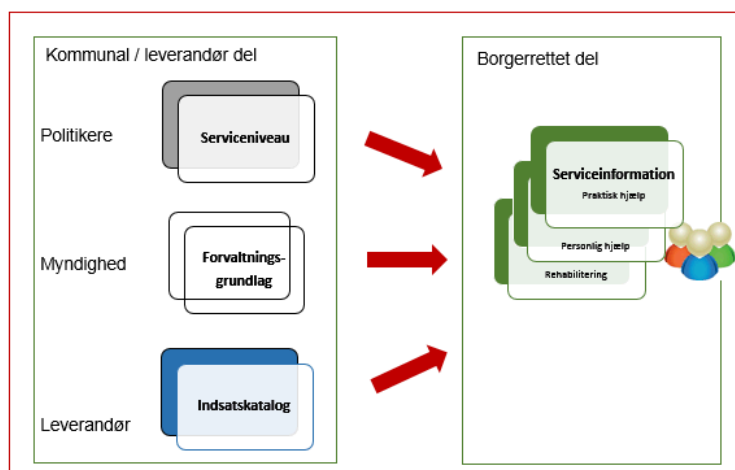 Kommunal / leverandør del
Politikere
Serviceniveau
Myndighed
Forvaltnings-
grundlag
Leverandør
Indsatskatalog
Borgerrettet del
Serviceinformation
Praktisk hjælp
Personlig hjælp
Rehabilitering